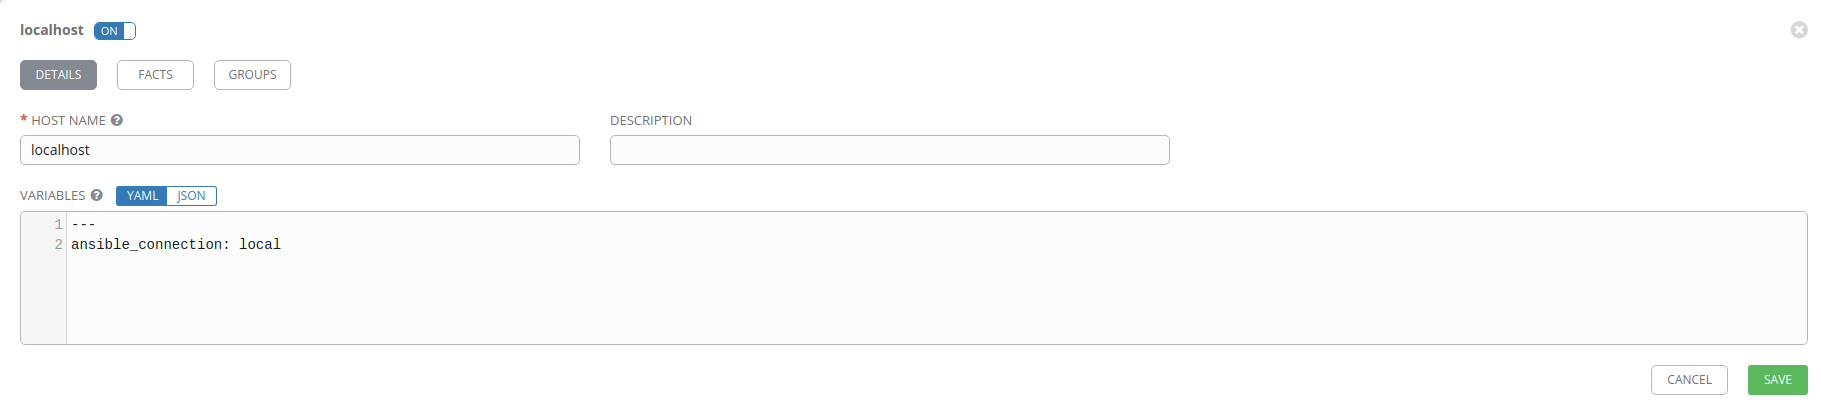 localhost ON
DETAILS FACTS GROUPS
* HOST NAME ? DESCRIPTION
localhost
VARIABLES ? YAML JSON
1 ---
2 ansible_connection: local
CANCEL SAVE